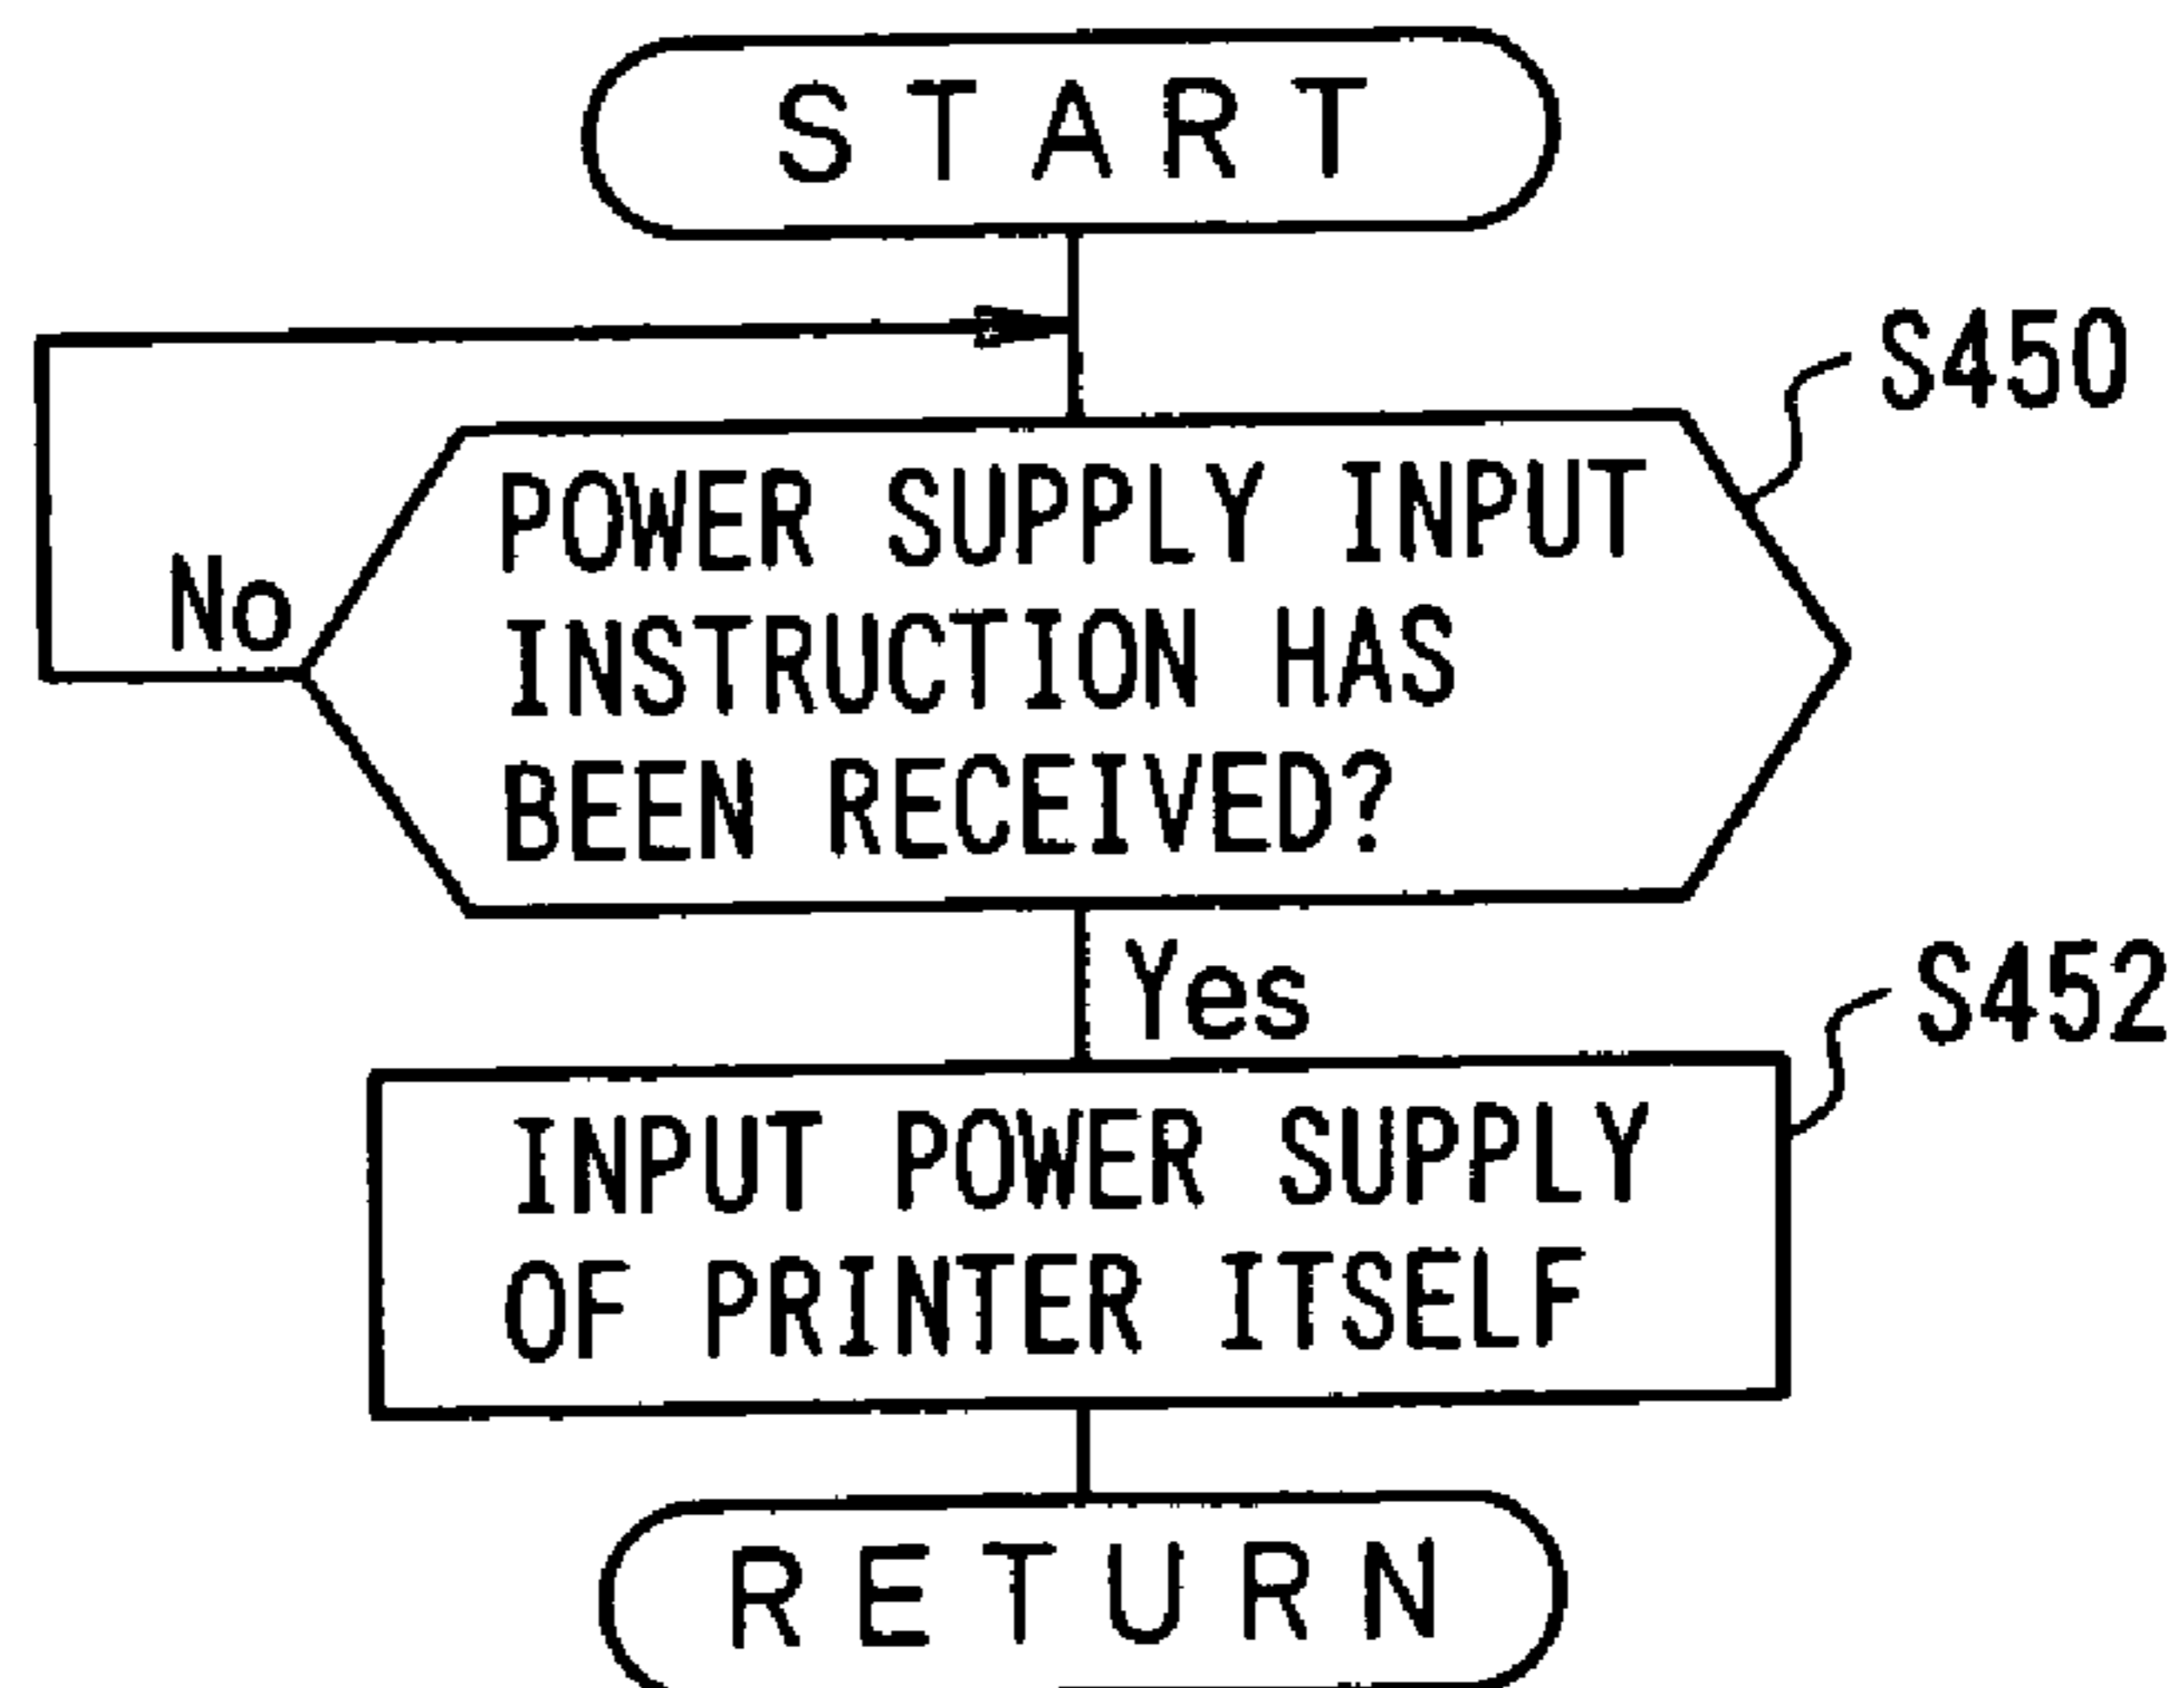 START
S450
POWER SUPPLY INPUT
INSTRUCTION HAS
BEEN RECEIVED?
No
Yes
S452
INPUT POWER SUPPLY
OF PRINTER ITSELF
RETURN